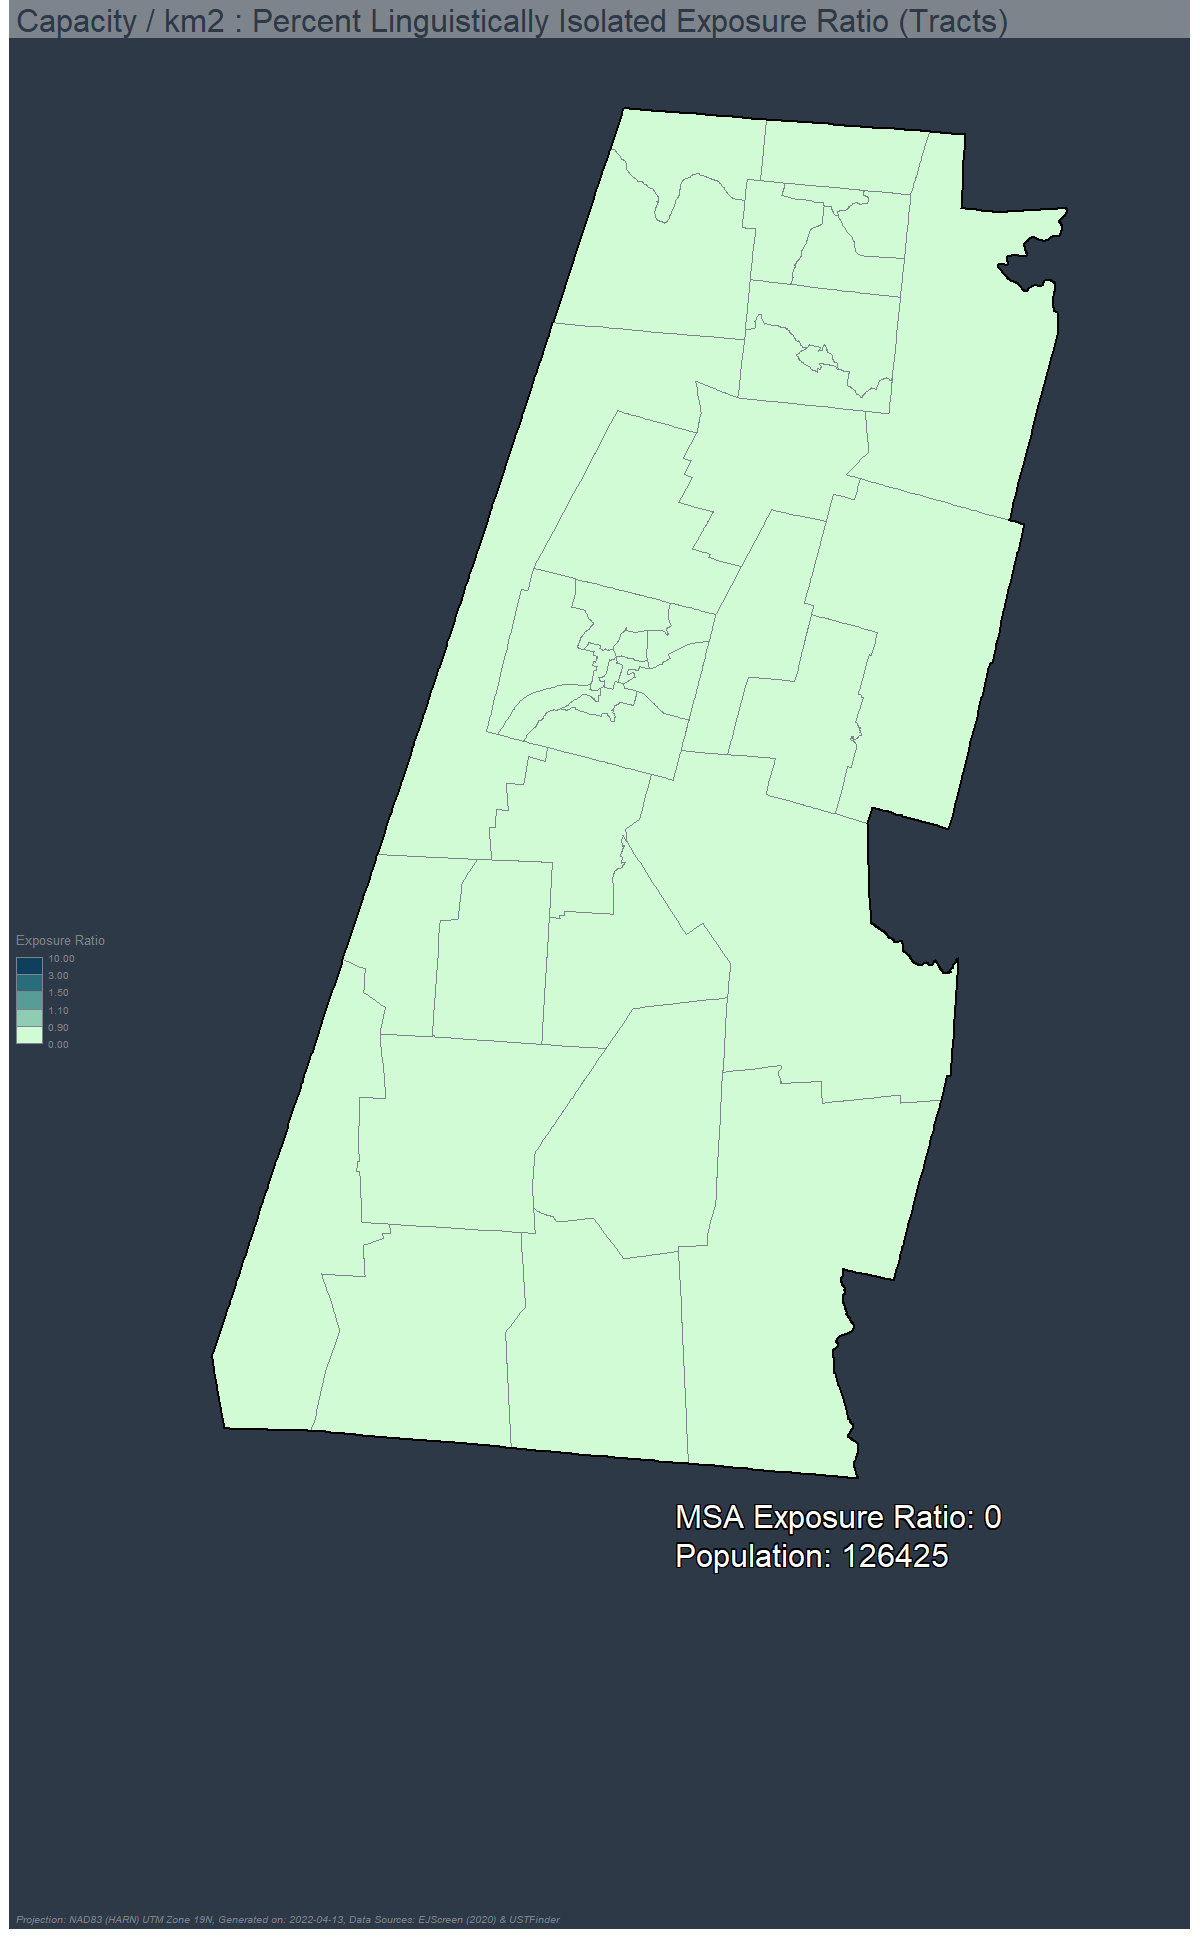 Capacity / km2 : Percent Linguistically Isolated Exposure Ratio (Tracts)
Exposure Ratio
10.00
3.00
1.50
1.10
0.90
0.00
MSA Exposure Ratio: 0
Population: 126425
Projection: NAD83 (HARN) UTM Zone 19N, Generated on: 2022-04-13, Data Sources: EJScreen (2020) & USTFinder